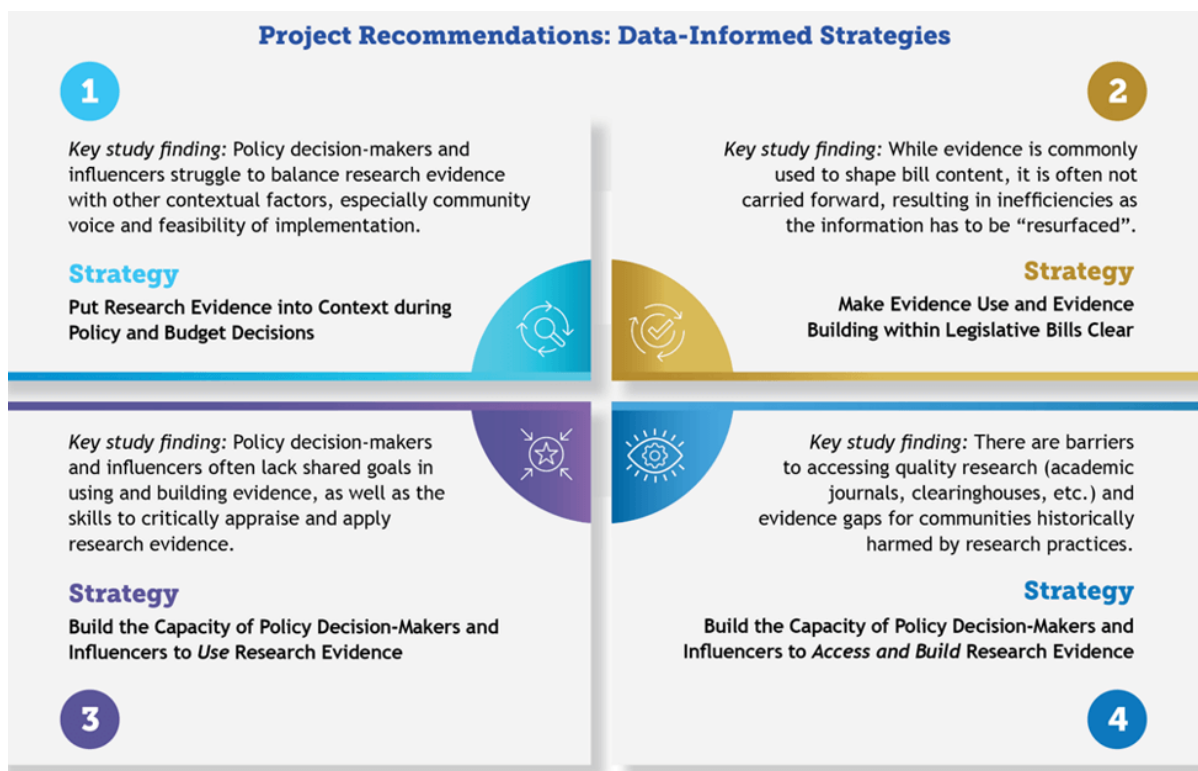 Project Recommendations: Data-Informed Strategies
1
Key study finding: Policy decision-makers and
influencers struggle to balance research evidence
with other contextual factors, especially community
voice and feasibility of implementation.
Strategy
Put Research Evidence into Context during
Policy and Budget Decisions
2
Key study finding: While evidence is commonly
used to shape bill content, it is often not
carried forward, resulting in inefficiencies as
the information has to be “resurfaced”.
Strategy
Make Evidence Use and Evidence
Building within Legislative Bills Clear
Key study finding: Policy decision-makers
and influencers often lack shared goals in
using and building evidence, as well as the
skills to critically appraise and apply
research evidence.
Strategy
Build the Capacity of Policy Decision-Makers and
Influencers to Use Research Evidence
3
Key study finding: There are barriers
to accessing quality research (academic
journals, clearinghouses, etc.) and
evidence gaps for communities historically
harmed by research practices.
Strategy
Build the Capacity of Policy Decision-Makers and
Influencers to Access and Build Research Evidence
4